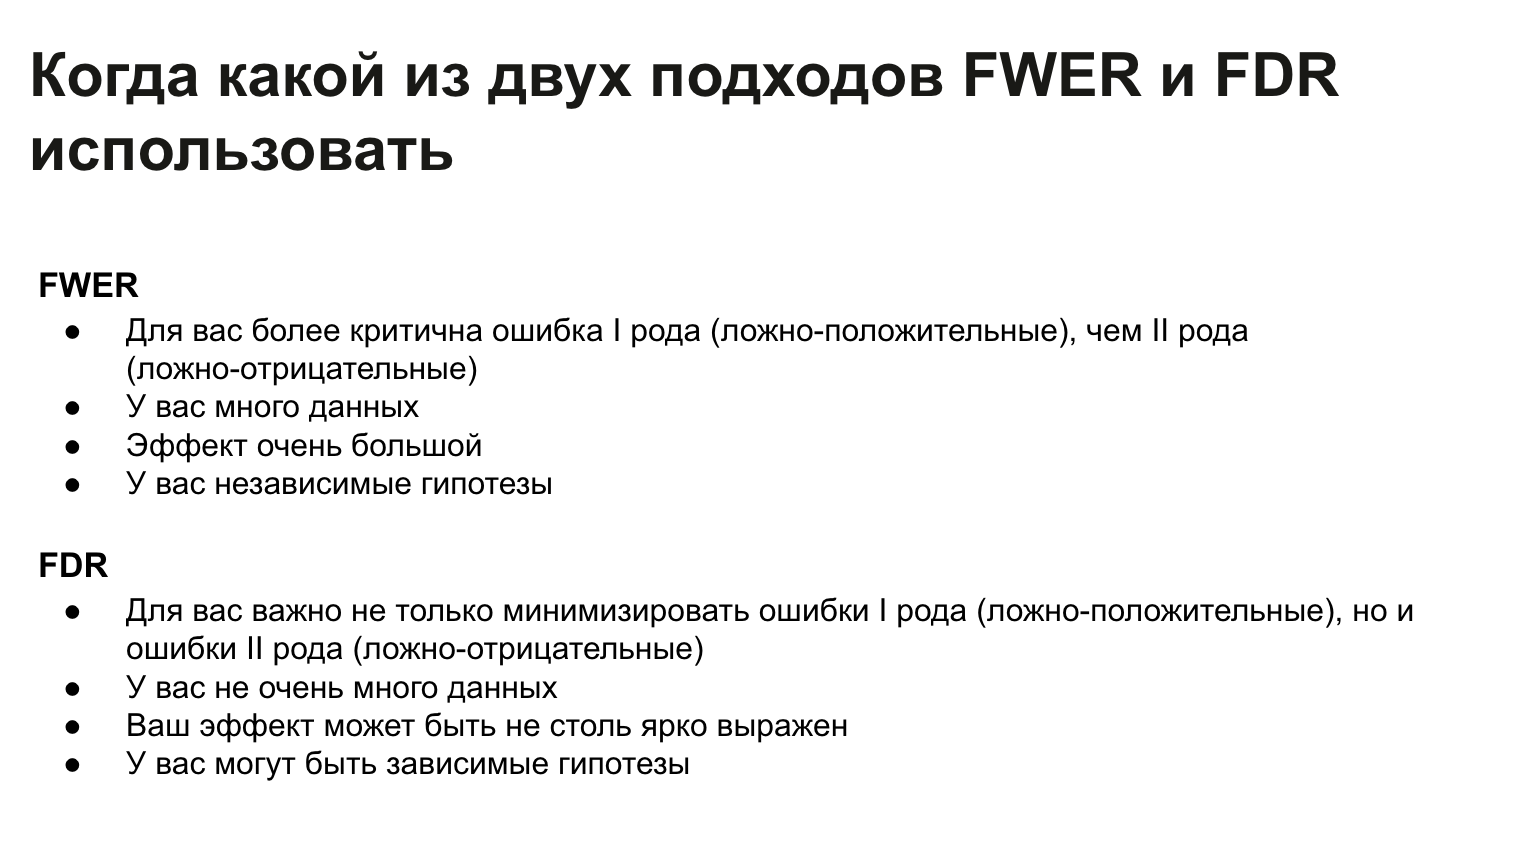 Когда какой из двух подходов FWER и FDR
использовать
FWER
● Для вас более критична ошибка I рода (ложно-положительные), чем II рода
(ложно-отрицательные)
● У вас много данных
● Эффект очень большой
● У вас независимые гипотезы
FDR
● Для вас важно не только минимизировать ошибки I рода (ложно-положительные), но и
ошибки II рода (ложно-отрицательные)
● У вас не очень много данных
● Ваш эффект может быть не столь ярко выражен
● У вас могут быть зависимые гипотезы